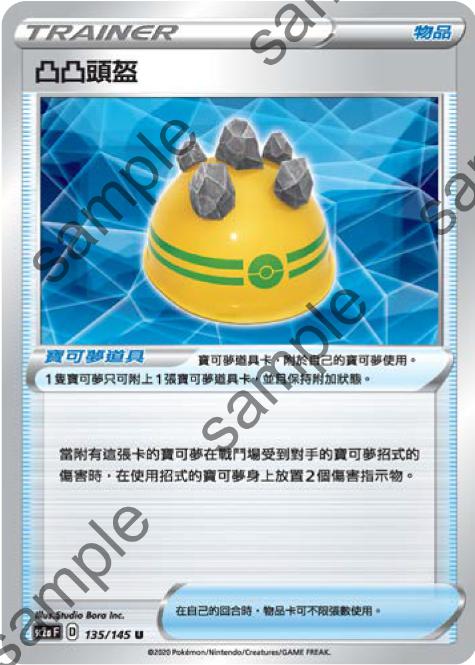 TRAINER
物品
凸凸頭盔
寶可夢道具
寶可夢道具卡，附於自己的寶可夢使用。
1隻寶可夢只可附上1張寶可夢道具卡，並且保持附加狀態。
當附有這張卡的寶可夢在戰鬥場受到對手的寶可夢招式的
傷害時，在使用招式的寶可夢身上放置2個傷害指示物。
Illus. Studio Bora Inc.
F
D
135/145 U
在自己的回合時，物品卡可不限張數使用。
©2020 Pokémon/Nintendo/Creatures/GAME FREAK.
sample
sample
sample
sample
sample